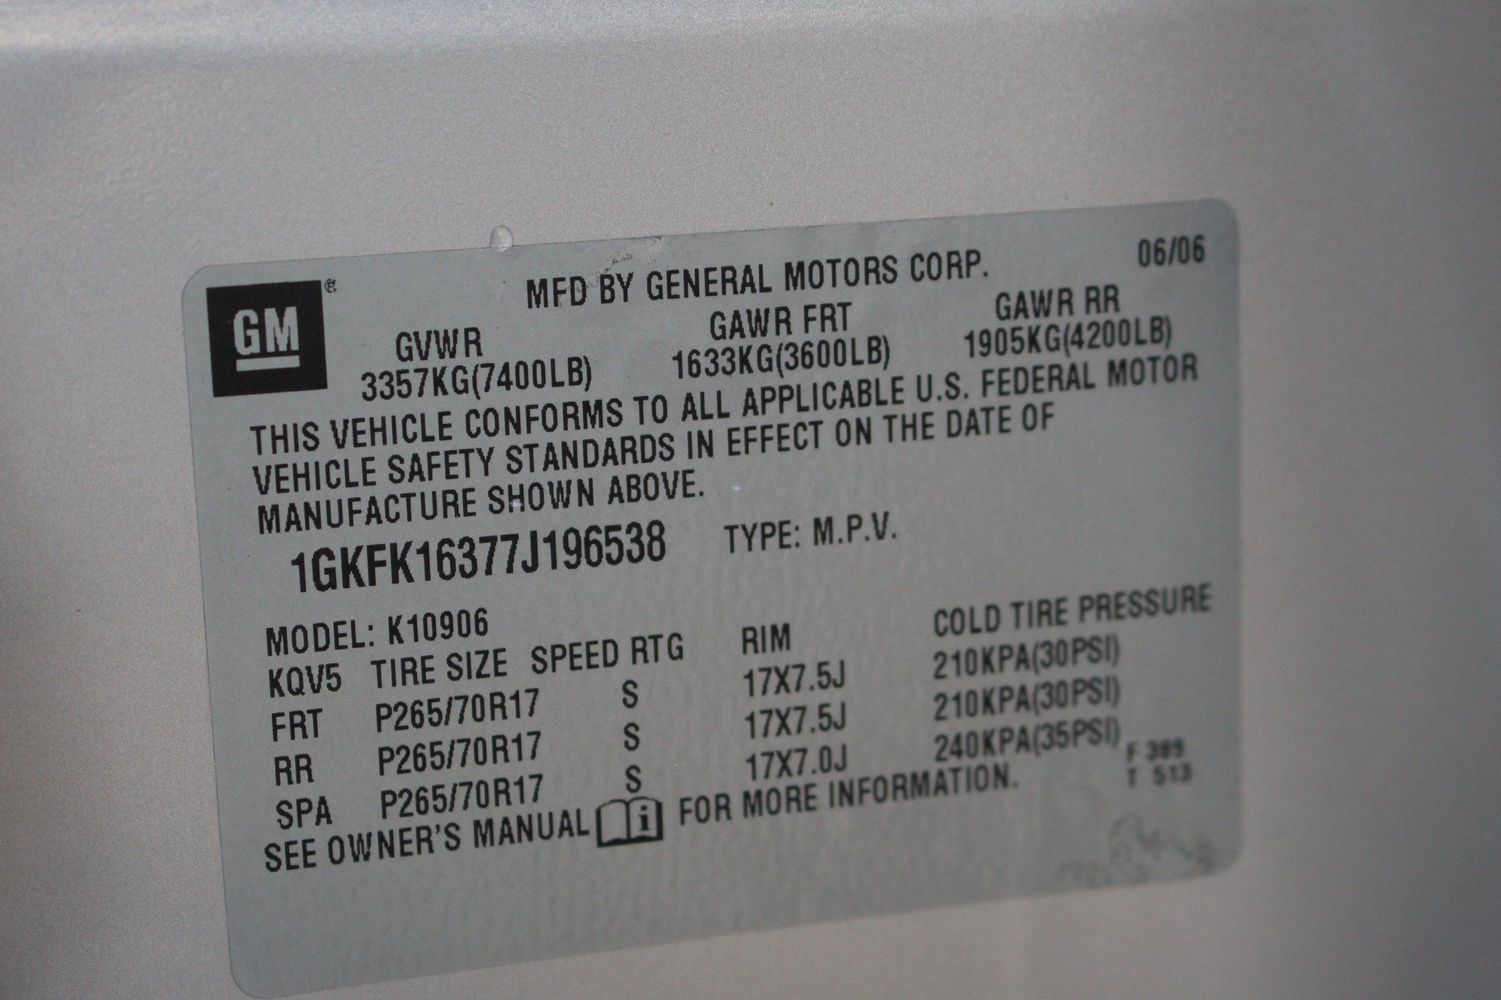 GM ®
MFD BY GENERAL MOTORS CORP. 06/06
GVWR GAWR FRT GAWR RR
3357KG(7400LB) 1633KG(3600LB) 1905KG(4200LB)
THIS VEHICLE CONFORMS TO ALL APPLICABLE U.S. FEDERAL MOTOR
VEHICLE SAFETY STANDARDS IN EFFECT ON THE DATE OF
MANUFACTURE SHOWN ABOVE.
1GKFK16377J196538 TYPE: M.P.V.
MODEL: K10906
KQV5 TIRE SIZE SPEED RTG RIM COLD TIRE PRESSURE
FRT P265/70R17 S 17X7.5J 210KPA(30PSI)
RR P265/70R17 S 17X7.5J 210KPA(30PSI)
SPA P265/70R17 S 17X7.0J 240KPA(35PSI)
SEE OWNER'S MANUAL i FOR MORE INFORMATION.
F 389
T 513